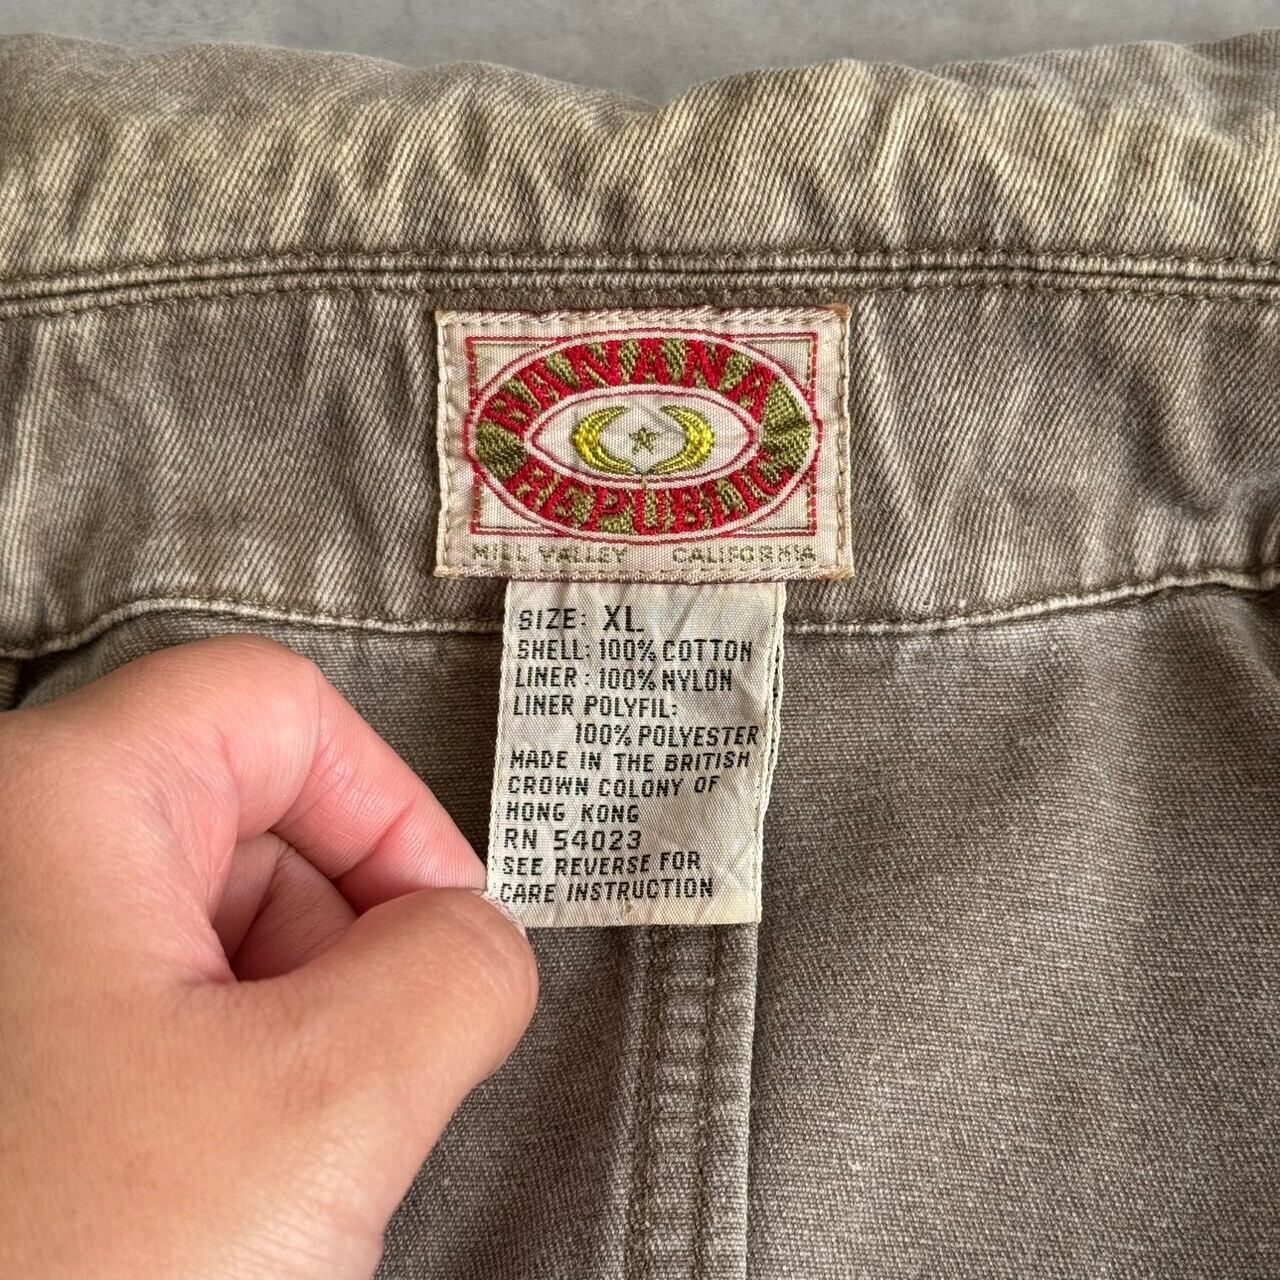 BANANA
REPUBLIC
MILL VALLEY CALIFORNIA
SIZE: XL
SHELL: 100% COTTON
LINER: 100% NYLON
LINER POLYFIL:
100% POLYESTER
MADE IN THE BRITISH
CROWN COLONY OF
HONG KONG
RN 54023
SEE REVERSE FOR
CARE INSTRUCTION